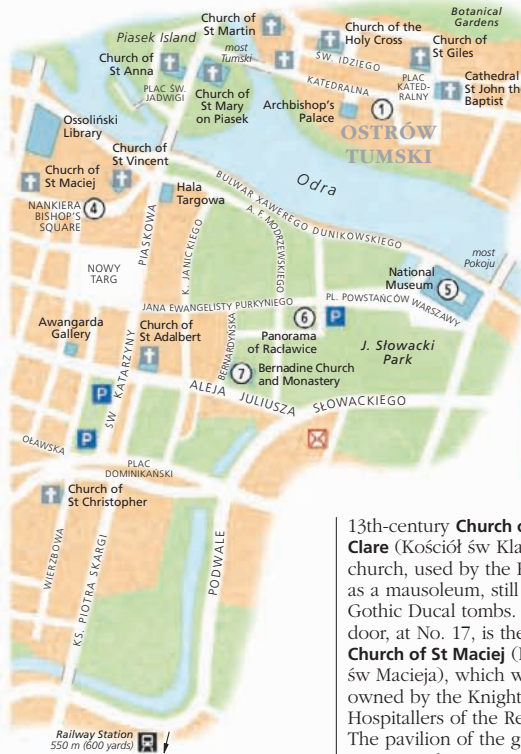 Botanical
Gardens
Church of
St Martin
Piasek Island
most
Tumski
Church of the
Holy Cross
Church of
St Giles
Church of
St Anna
ŚW. IDZIEGO
KATEDRALNA
PLAC
KATED-
RALNY
Cathedral
St John the
Baptist
PLAC ŚW.
JADWIGI
Church of
St Mary
on Piasek
Archbishop's
Palace
1
OSTRÓW
TUMSKI
Ossoliński
Library
Church of
St Vincent
Odra
Church of
St Maciej
Hala
Targowa
BULWAR XAWEREGO DUNIKOWSKIEGO
NANKIERA
BISHOP'S
SQUARE
4
PIASKOWA
K. JANICKIEGO
A. F. MODRZEWSKIEGO
most
Pokoju
NOWY
TARG
National
Museum
5
JANA EWANGELISTY PURKYNIEGO
PL. POWSTAŃCÓW WARSZAWY
6
P
Awangarda
Gallery
Church of
St Adalbert
BERNARDYŃSKA
Panorama
of Racławice
J. Słowacki
Park
7
Bernadine Church
and Monastery
ŚW KATARZYNY
P
ALEJA JULIUSZA SŁOWACKIEGO
P
OŁAWSKA
PLAC
DOMINIKAŃSKI
Church of
St Christopher
WIERZBOWA
KS. PIOTRA SKARGI
PODWALE
Railway Station
550 m (600 yards)
13th-century Church o
Clare (Kościół św Kla
church, used by the
as a mausoleum, still
Gothic Ducal tombs.
door, at No. 17, is the
Church of St Maciej (
św Macieja), which w
owned by the Knight
Hospitallers of the Re
The pavilion of the g